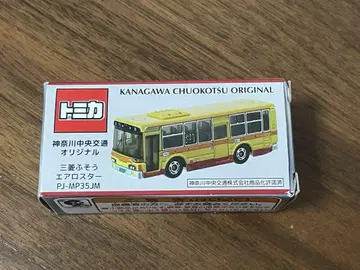 トミカ
KANAGAWA CHUOKOTSU ORIGINAL
神奈川中央交通
オリジナル
三菱ふそう
エアロスター
PJ-MP35JM
神奈川中央交通株式会社商品化許諾済